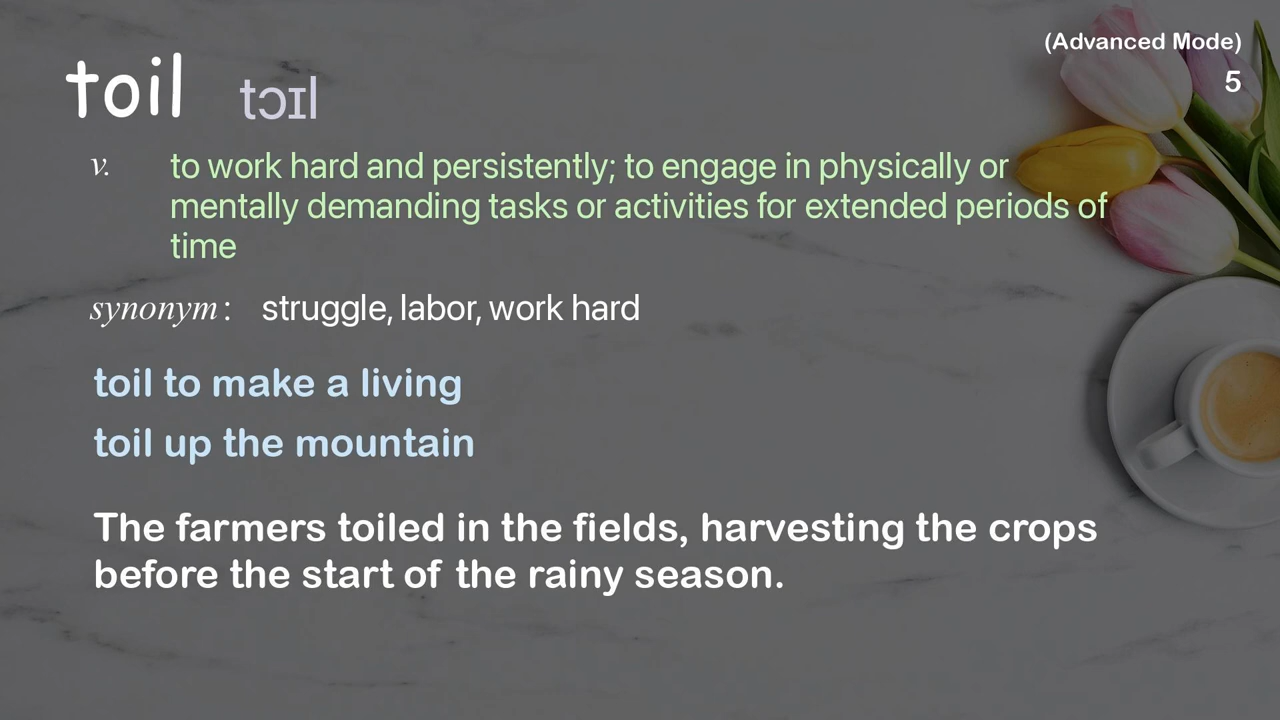 (Advanced Mode)
5
toil tɔɪl
v. to work hard and persistently; to engage in physically or
mentally demanding tasks or activities for extended periods of
time
synonym: struggle, labor, work hard
toil to make a living
toil up the mountain
The farmers toiled in the fields, harvesting the crops
before the start of the rainy season.